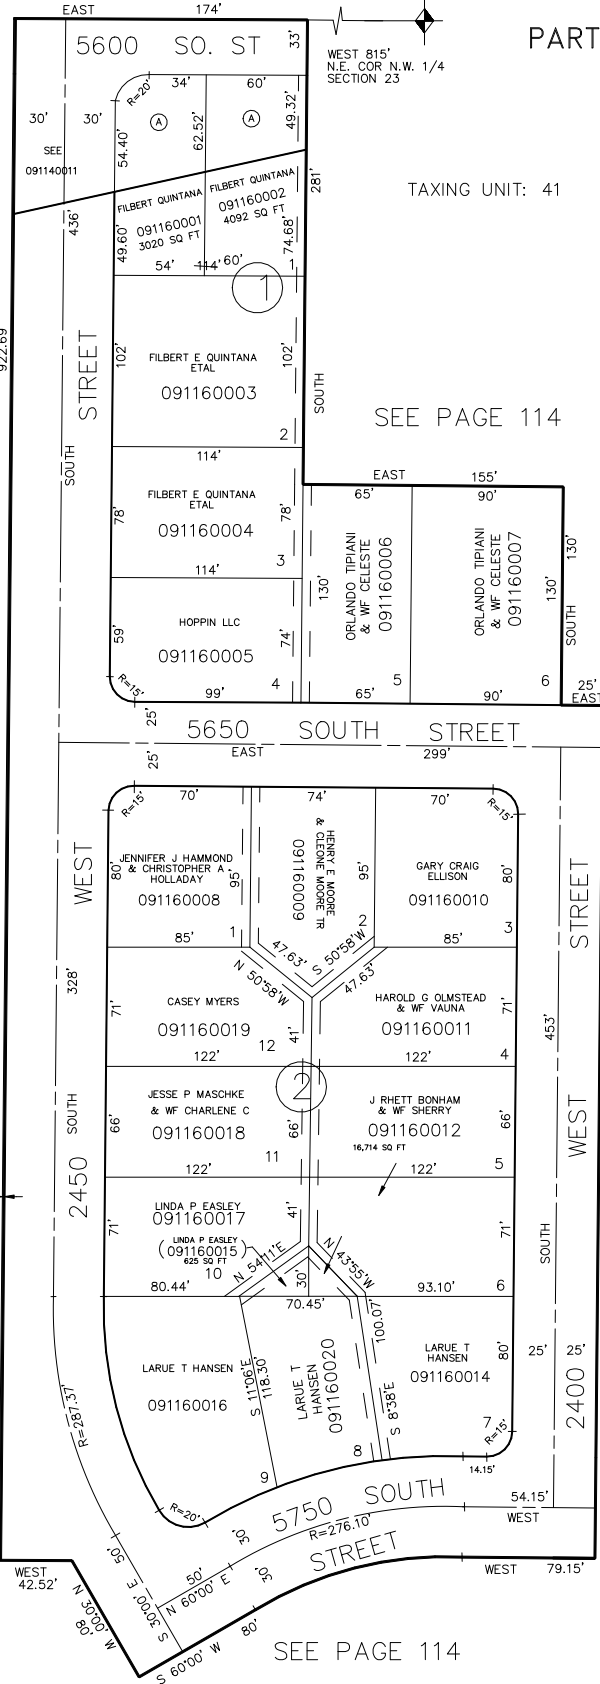 EAST
174'
5600 SO. ST
33'
WEST 815'
N.E. COR N.W. 1/4
SECTION 23
PART
R=20'
34'
60'
30'
30'
54.40'
A
62.52'
A
49.32'
SEE
091140011
281'
TAXING UNIT: 41
436'
FILBERT QUINTANA
091160001
3020 SQ FT
FILBERT QUINTANA
091160002
4092 SQ FT
49.60'
74.68'
54'
114'
60'
1
1
922.69
STREET
102'
FILBERT E QUINTANA
ETAL
091160003
102'
SOUTH
SEE PAGE 114
2
114'
SOUTH
EAST
155'
65'
90'
78'
FILBERT E QUINTANA
ETAL
091160004
78'
3
114'
130'
ORLANDO TIPIANI
& WF CELESTE
091160006
ORLANDO TIPIANI
& WF CELESTE
091160007
130'
130'
SOUTH
59'
HOPPIN LLC
091160005
74'
4
R=15'
99'
65'
5
90'
6
25'
EAST
25'
5650 SOUTH STREET
EAST
299'
25'
R=15'
70'
74'
70'
R=15'
WEST
80'
JENNIFER J HAMMOND
& CHRISTOPHER A
HOLLADAY
091160008
95'
HENRY E MOORE
& CLEONE MOORE TR
091160009
95'
GARY CRAIG
ELLISON
091160010
80'
STREET
1
2
3
85'
47.63'
S 50°58'W
85'
N 50°58'W
47.63'
328'
71'
CASEY MYERS
091160019
41'
HAROLD G OLMSTEAD
& WF VAUNA
091160011
71'
453'
12
4
122'
122'
2
SOUTH
66'
JESSE P MASCHKE
& WF CHARLENE C
091160018
66'
J RHETT BONHAM
& WF SHERRY
091160012
16,714 SQ FT
66'
WEST
11
5
122'
122'
2450
71'
LINDA P EASLEY
091160017
41'
LINDA P EASLEY
(091160015)
625 SQ FT
10
N 54°11'E
30'
N 43°55'W
71'
SOUTH
80.44'
70.45'
93.10'
6
100.07'
LARUE T HANSEN
091160016
S 11°06'E
118.30'
LARUE T
HANSEN
091160020
S 8°38'E
LARUE T
HANSEN
091160014
80'
25'
25'
2400
R=287.37'
9
8
7
R=15'
14.15'
R=20'
5750 SOUTH
STREET
R=276.10'
54.15'
WEST
30'
30'
50'
50'
N 60°00' E
S 30°00' E
WEST
42.52'
N 30°00' W
80'
S 60°00' W
80'
WEST
79.15'
SEE PAGE 114